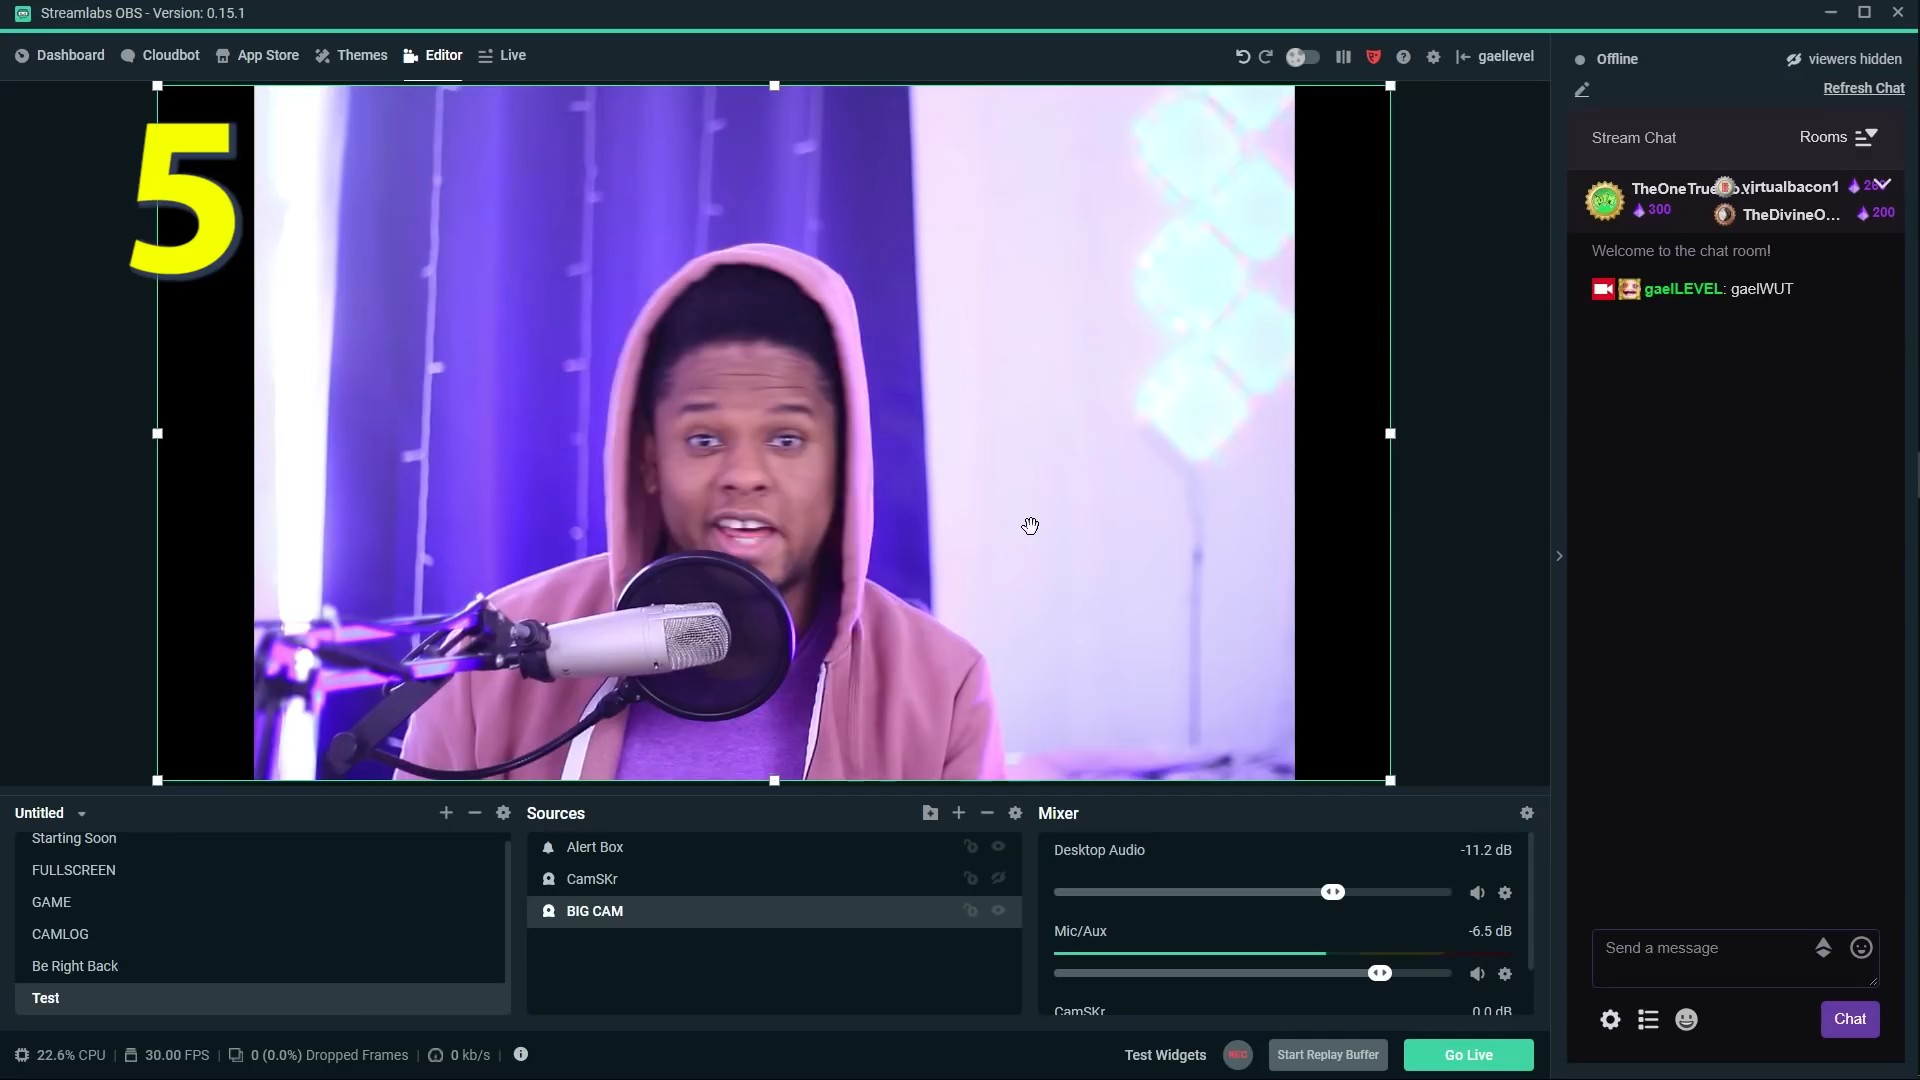 Streamlabs OBS - Version: 0.15.1
Dashboard
Cloudbot
App Store
Themes
Editor
Live
gaellevel
Offline
viewers hidden
Refresh Chat
5
Stream Chat
Rooms
virtualbacon1
300
TheDivineO...
200
Welcome to the chat room!
gaelLEVEL: gaelWUT
Untitled
Starting Soon
FULLSCREEN
GAME
CAMLOG
Be Right Back
Test
Sources
Alert Box
CamSKr
BIG CAM
Mixer
Desktop Audio
-11.2 dB
Mic/Aux
-6.5 dB
CamSKr
0.0 dB
Send a message
Chat
22.6% CPU
30.00 FPS
0 (0.0%) Dropped Frames
0 kb/s
Test Widgets
REC
Start Replay Buffer
Go Live